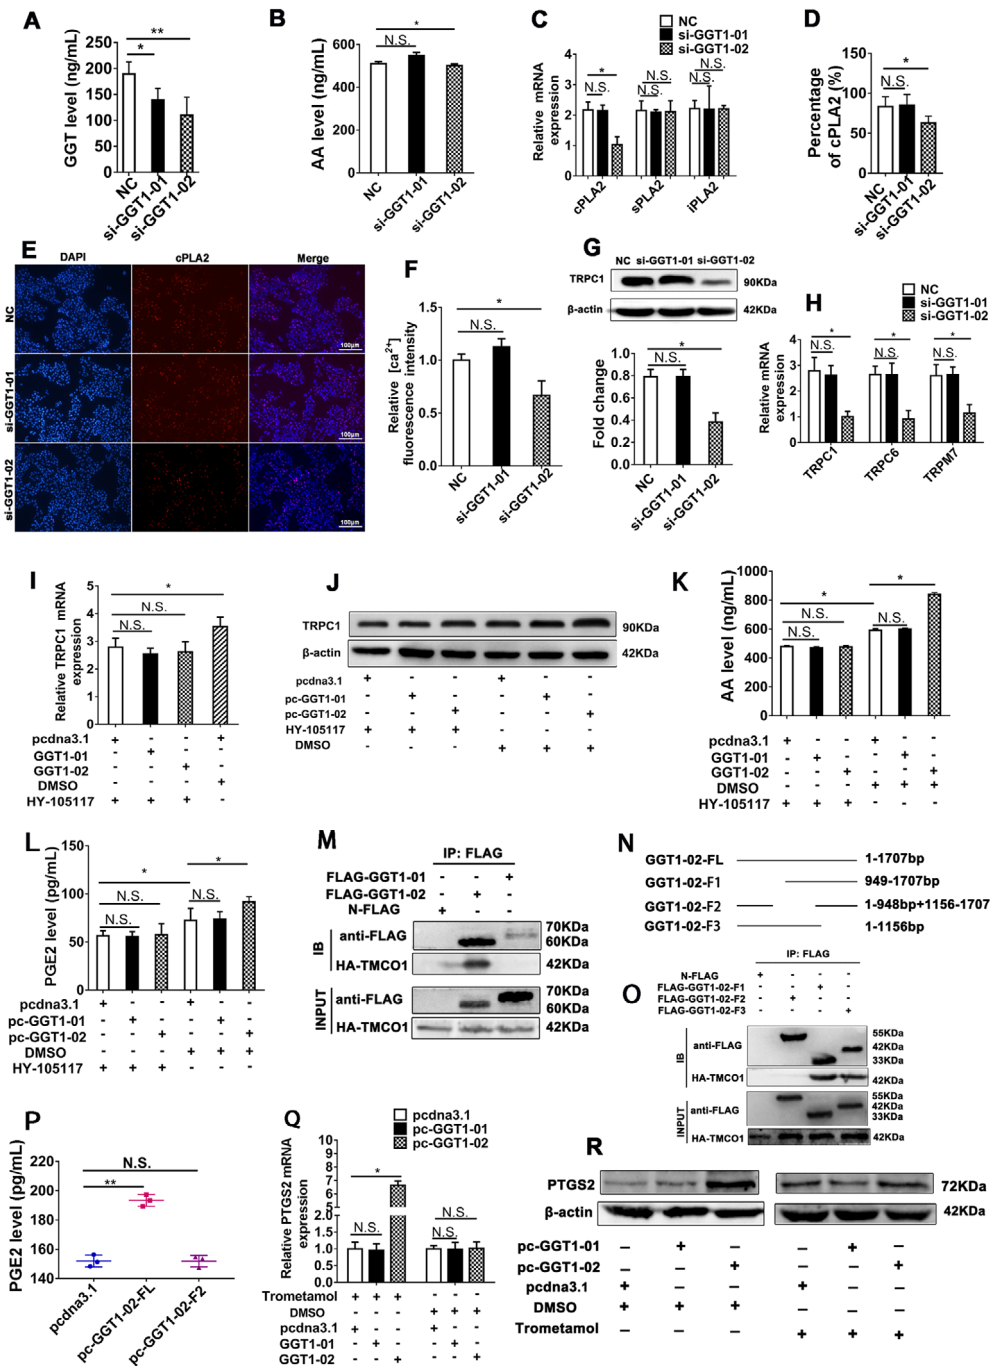 A
GGT level (ng/mL)
250
200
150
100
50
0
*
**
NC
si-GGT1-01
si-GGT1-02
B
AA level (ng/mL)
600
400
200
0
N.S.
*
NC
si-GGT1-01
si-GGT1-02
C
NC
si-GGT1-01
si-GGT1-02
Relative mRNA
expression
4
3
2
1
0
*
N.S.
N.S.
N.S.
N.S.
N.S.
cPLA2
sPLA2
iPLA2
D
Percentage
of cPLA2 (%)
150
100
50
0
N.S.
*
NC
si-GGT1-01
si-GGT1-02
E
DAPI
cPLA2
Merge
NC
si-GGT1-01
si-GGT1-02
100μm
100μm
100μm
F
Relative [ca2+]
fluorescence intensity
1.5
1.0
0.5
0.0
N.S.
*
NC
si-GGT1-01
si-GGT1-02
G
NC si-GGT1-01 si-GGT1-02
TRPC1
90KDa
β-actin
42KDa
Fold change
1.0
0.8
0.6
0.4
0.2
0.0
N.S.
*
NC
si-GGT1-01
si-GGT1-02
H
NC
si-GGT1-01
si-GGT1-02
Relative mRNA
expression
4
3
2
1
0
*
N.S.
*
N.S.
*
N.S.
TRPC1
TRPC6
TRPM7
I
Relative TRPC1 mRNA
expression
5
4
3
2
1
0
*
N.S.
N.S.
pcdna3.1 + - - +
GGT1-01 - + - -
GGT1-02 - - + -
DMSO - - - +
HY-105117 + + + -
J
TRPC1
90KDa
β-actin
42KDa
pcdna3.1 + - - + - -
pc-GGT1-01 - + - - + -
pc-GGT1-02 - - + - - +
HY-105117 + + + - - -
DMSO - - - + + +
K
AA level (ng/mL)
1000
800
600
400
200
0
*
*
N.S.
N.S.
N.S.
pcdna3.1 + - - + - -
GGT1-01 - + - - + -
GGT1-02 - - + - - +
DMSO - - - + + +
HY-105117 + + + - - -
L
PGE2 level (pg/mL)
150
100
50
0
*
*
N.S.
N.S.
N.S.
pcdna3.1 + - - + - -
pc-GGT1-01 - + - - + -
pc-GGT1-02 - - + - - +
DMSO - - - + + +
HY-105117 + + + - - -
M
IP: FLAG
FLAG-GGT1-01 - - +
FLAG-GGT1-02 - + -
N-FLAG + - -
IB
anti-FLAG
70KDa
60KDa
HA-TMCO1
42KDa
INPUT
anti-FLAG
70KDa
60KDa
HA-TMCO1
42KDa
N
GGT1-02-FL 1-1707bp
GGT1-02-F1 949-1707bp
GGT1-02-F2 1-948bp+1156-1707
GGT1-02-F3 1-1156bp
O
IP: FLAG
N-FLAG + - - -
FLAG-GGT1-02-F1 - - + -
FLAG-GGT1-02-F2 - + - -
FLAG-GGT1-02-F3 - - - +
IB
anti-FLAG
55KDa
42KDa
33KDa
HA-TMCO1
42KDa
INPUT
anti-FLAG
55KDa
42KDa
33KDa
HA-TMCO1
42KDa
P
PGE2 level (pg/mL)
220
200
180
160
140
N.S.
**
pcdna3.1
pc-GGT1-02-FL
pc-GGT1-02-F2
Q
pcdna3.1
pc-GGT1-01
pc-GGT1-02
Relative PTGS2 mRNA
expression
10
9
8
7
6
5
4
3
2.0
1.5
1.0
0.5
0.0
*
N.S.
N.S.
N.S.
Trometamol + + + - - -
DMSO - - - + + +
pcdna3.1 + - - + - -
GGT1-01 - + - - + -
GGT1-02 - - + - - +
R
PTGS2
72KDa
β-actin
42KDa
pc-GGT1-01 – + – – + –
pc-GGT1-02 – – + – – +
pcdna3.1 + – – + – –
DMSO + + + – – –
Trometamol – – – + + +